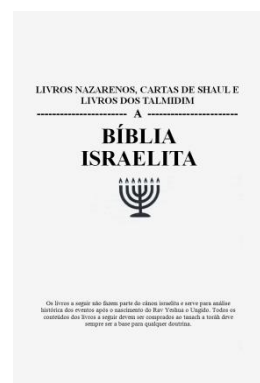 LIVROS NAZARENOS, CARTAS DE SHAUL E
LIVROS DOS TALMIDIM
----------------------- A -----------------------
BÍBLIA
ISRAELITA
Os livros a seguir não fazem parte do cânon israelita e serve para análise
histórica dos eventos após o nascimento do Rav Yeshua o Ungido. Todos os
conteúdos dos livros a seguir devem ser comprados ao tanach a toráh deve
sempre ser a base para qualquer doutrina.